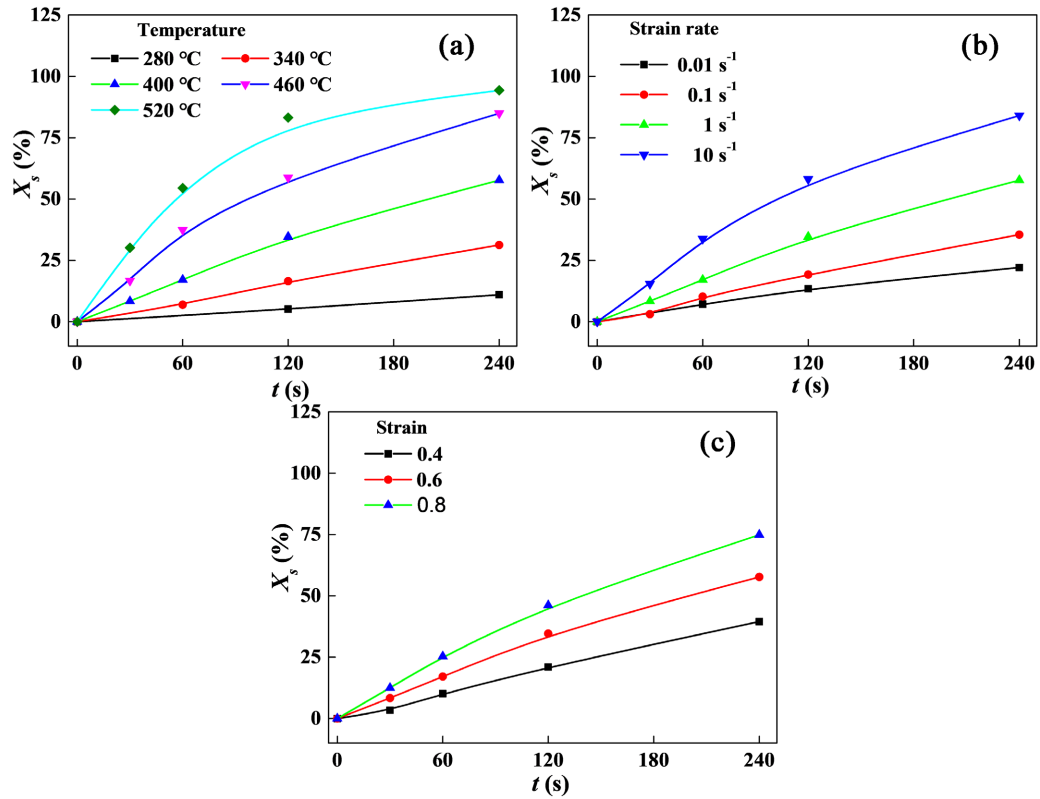 Temperature
280 °C 340 °C
400 °C 460 °C
520 °C
(a)
125
100
75
50
25
0
X_s (%)
0 60 120 180 240
t (s)
Strain rate
0.01 s⁻¹
0.1 s⁻¹
1 s⁻¹
10 s⁻¹
(b)
125
100
75
50
25
0
X_s (%)
0 60 120 180 240
t (s)
Strain
0.4
0.6
0.8
(c)
125
100
75
50
25
0
X_s (%)
0 60 120 180 240
t (s)